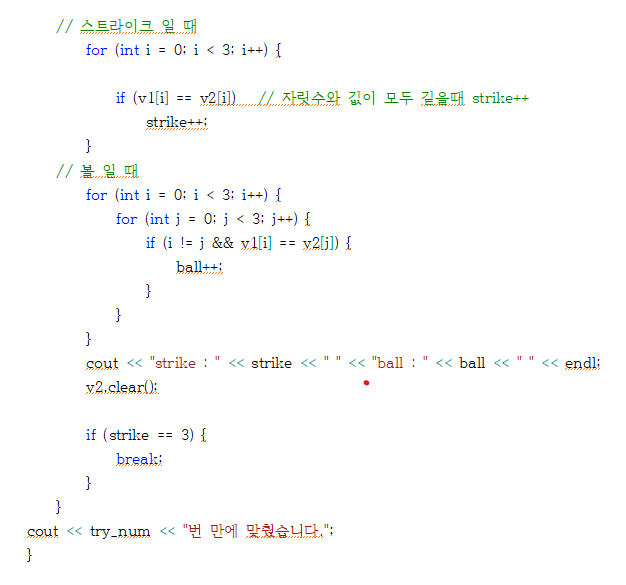 // 스트라이크 일 때
for (int i = 0; i < 3; i++) {
if (v1[i] == v2[i]) // 자릿수와 값이 모두 같을때 strike++
strike++;
}
// 볼 일 때
for (int i = 0; i < 3; i++) {
for (int j = 0; j < 3; j++) {
if (i != j && v1[i] == v2[j]) {
ball++;
}
}
}
cout << "strike : " << strike << " " << "ball : " << ball << " " << endl;
v2.clear();
if (strike == 3) {
break;
}
}
cout << try_num << "번 만에 맞췄습니다.";
}